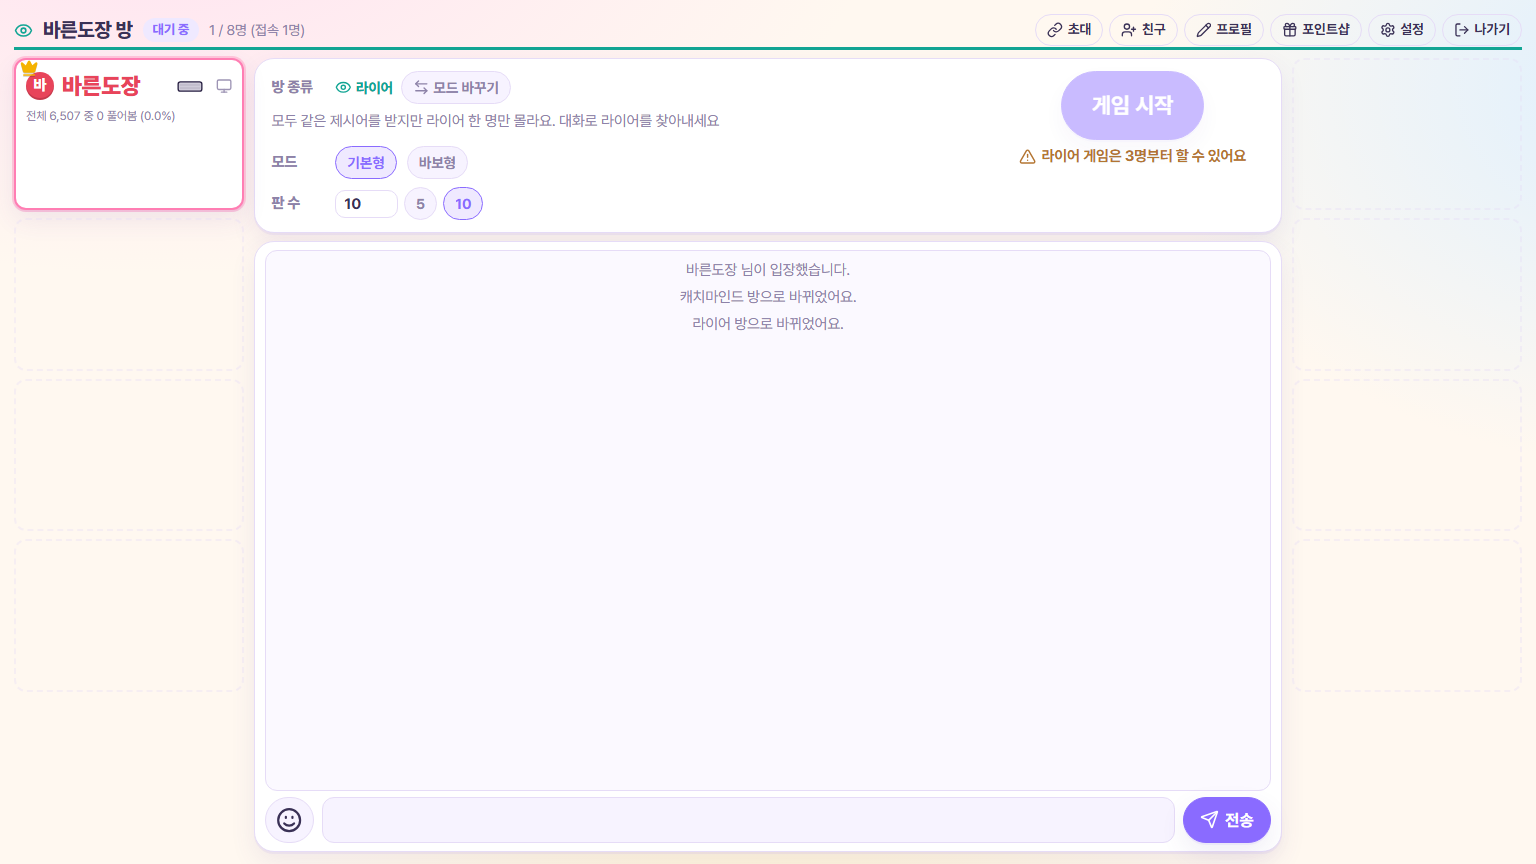 바른도장 방 대기 중 1 / 8명 (접속 1명)
초대 친구 프로필 포인트샵 설정 나가기
바 바른도장
전체 6,507 중 0 풀어봄 (0.0%)
방 종류 라이어 모드 바꾸기
모두 같은 제시어를 받지만 라이어 한 명만 몰라요. 대화로 라이어를 찾아내세요
모드 기본형 바보형
판 수 10 5 10
게임 시작
라이어 게임은 3명부터 할 수 있어요
바른도장 님이 입장했습니다.
캐치마인드 방으로 바뀌었어요.
라이어 방으로 바뀌었어요.
전송